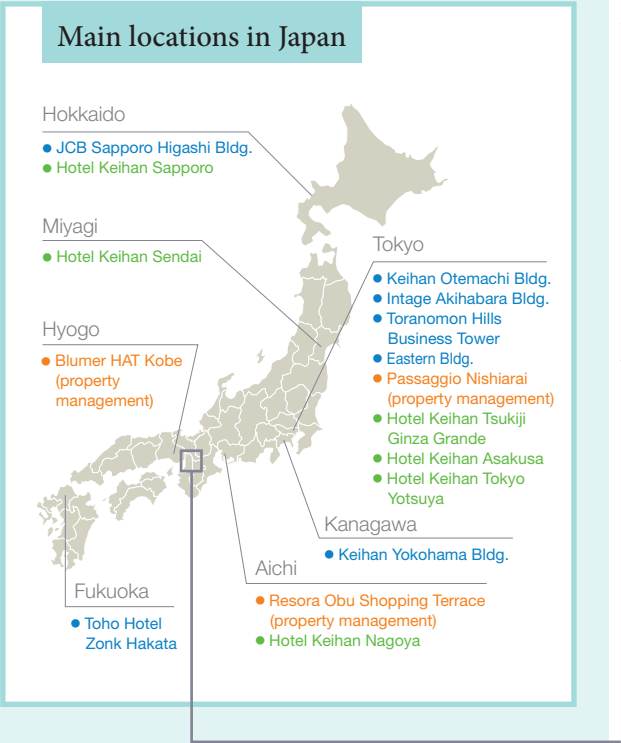 Main locations in Japan
Hokkaido
● JCB Sapporo Higashi Bldg.
● Hotel Keihan Sapporo
Miyagi
● Hotel Keihan Sendai
Hyogo
● Blumer HAT Kobe
(property
management)
Tokyo
● Keihan Otemachi Bldg.
● Intage Akihabara Bldg.
● Toranomon Hills
Business Tower
● Eastern Bldg.
● Passaggio Nishiarai
(property management)
● Hotel Keihan Tsukiji
Ginza Grande
● Hotel Keihan Asakusa
● Hotel Keihan Tokyo
Yotsuya
Kanagawa
● Keihan Yokohama Bldg.
Aichi
● Resora Obu Shopping Terrace
(property management)
● Hotel Keihan Nagoya
Fukuoka
● Toho Hotel
Zonk Hakata